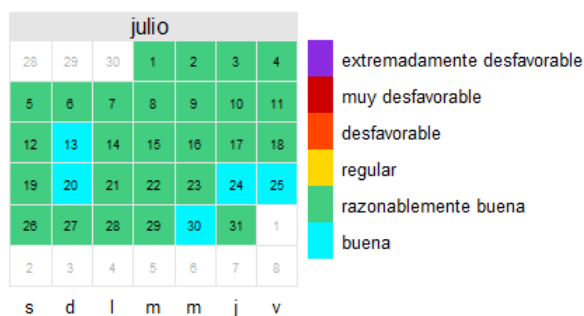 julio
28 29 30 1 2 3 4
5 6 7 8 9 10 11
12 13 14 15 16 17 18
19 20 21 22 23 24 25
26 27 28 29 30 31 1
2 3 4 5 6 7 8
s d l m m j v
extremadamente desfavorable
muy desfavorable
desfavorable
regular
razonablemente buena
buena